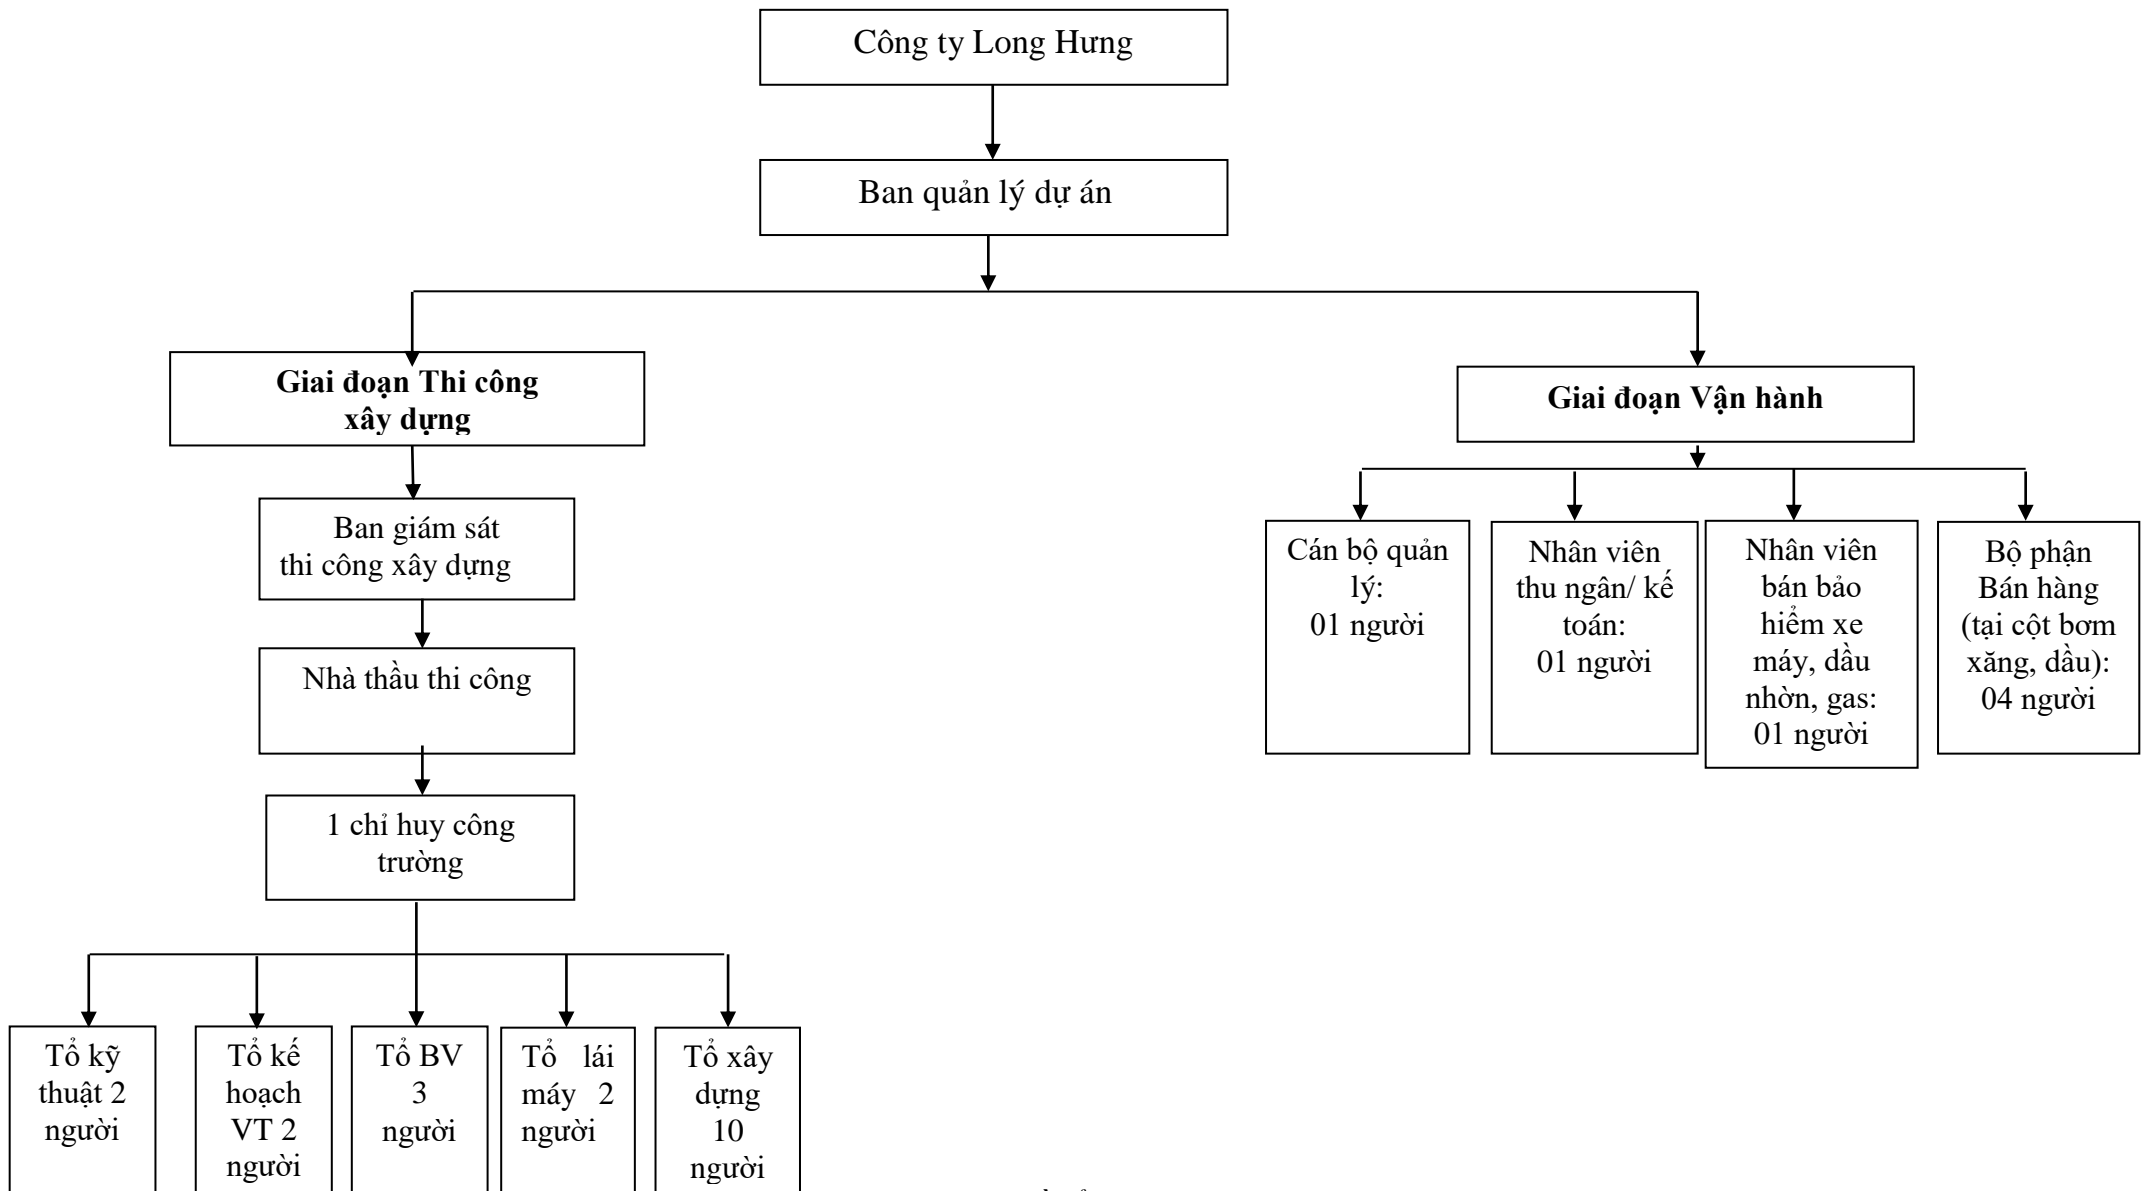 Công ty Long Hưng
Ban quản lý dự án
Giai đoạn Thi công
xây dựng
Giai đoạn Vận hành
Ban giám sát
thi công xây dựng
Nhà thầu thi công
1 chỉ huy công
trường
Tổ kỹ
thuật 2
người
Tổ kế
hoạch
VT 2
người
Tổ BV
3
người
Tổ lái
máy 2
người
Tổ xây
dựng
10
người
Cán bộ quản
lý:
01 người
Nhân viên
thu ngân/ kế
toán:
01 người
Nhân viên
bán bảo
hiểm xe
máy, dầu
nhờn, gas:
01 người
Bộ phận
Bán hàng
(tại cột bơm
xăng, dầu):
04 người